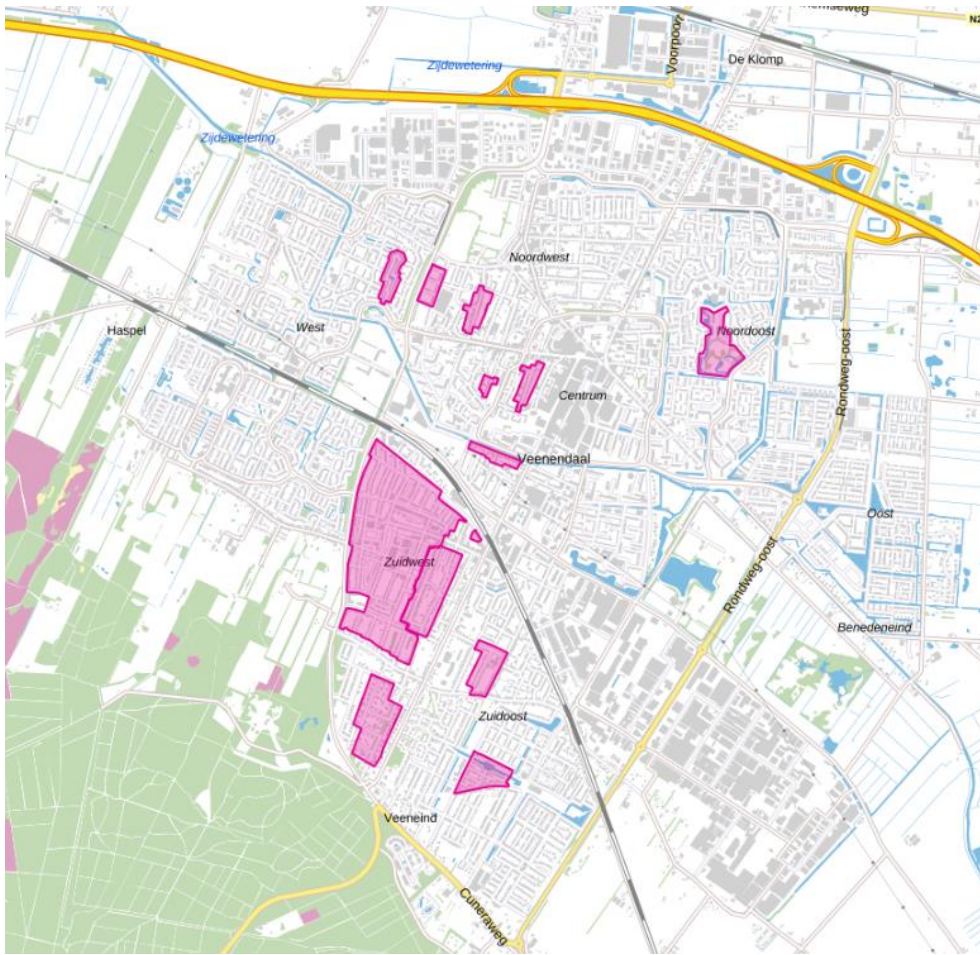 N2
De Klomp
Voorpoort
Zijdewetering
Zijdewetering
Noordwest
West
Haspel
Noordoost
Rondweg-oost
Centrum
Veenendaal
Oost
Zuidwest
Rondweg-oost
Benedeneind
Zuidoost
Veeneind
Cuneraweg